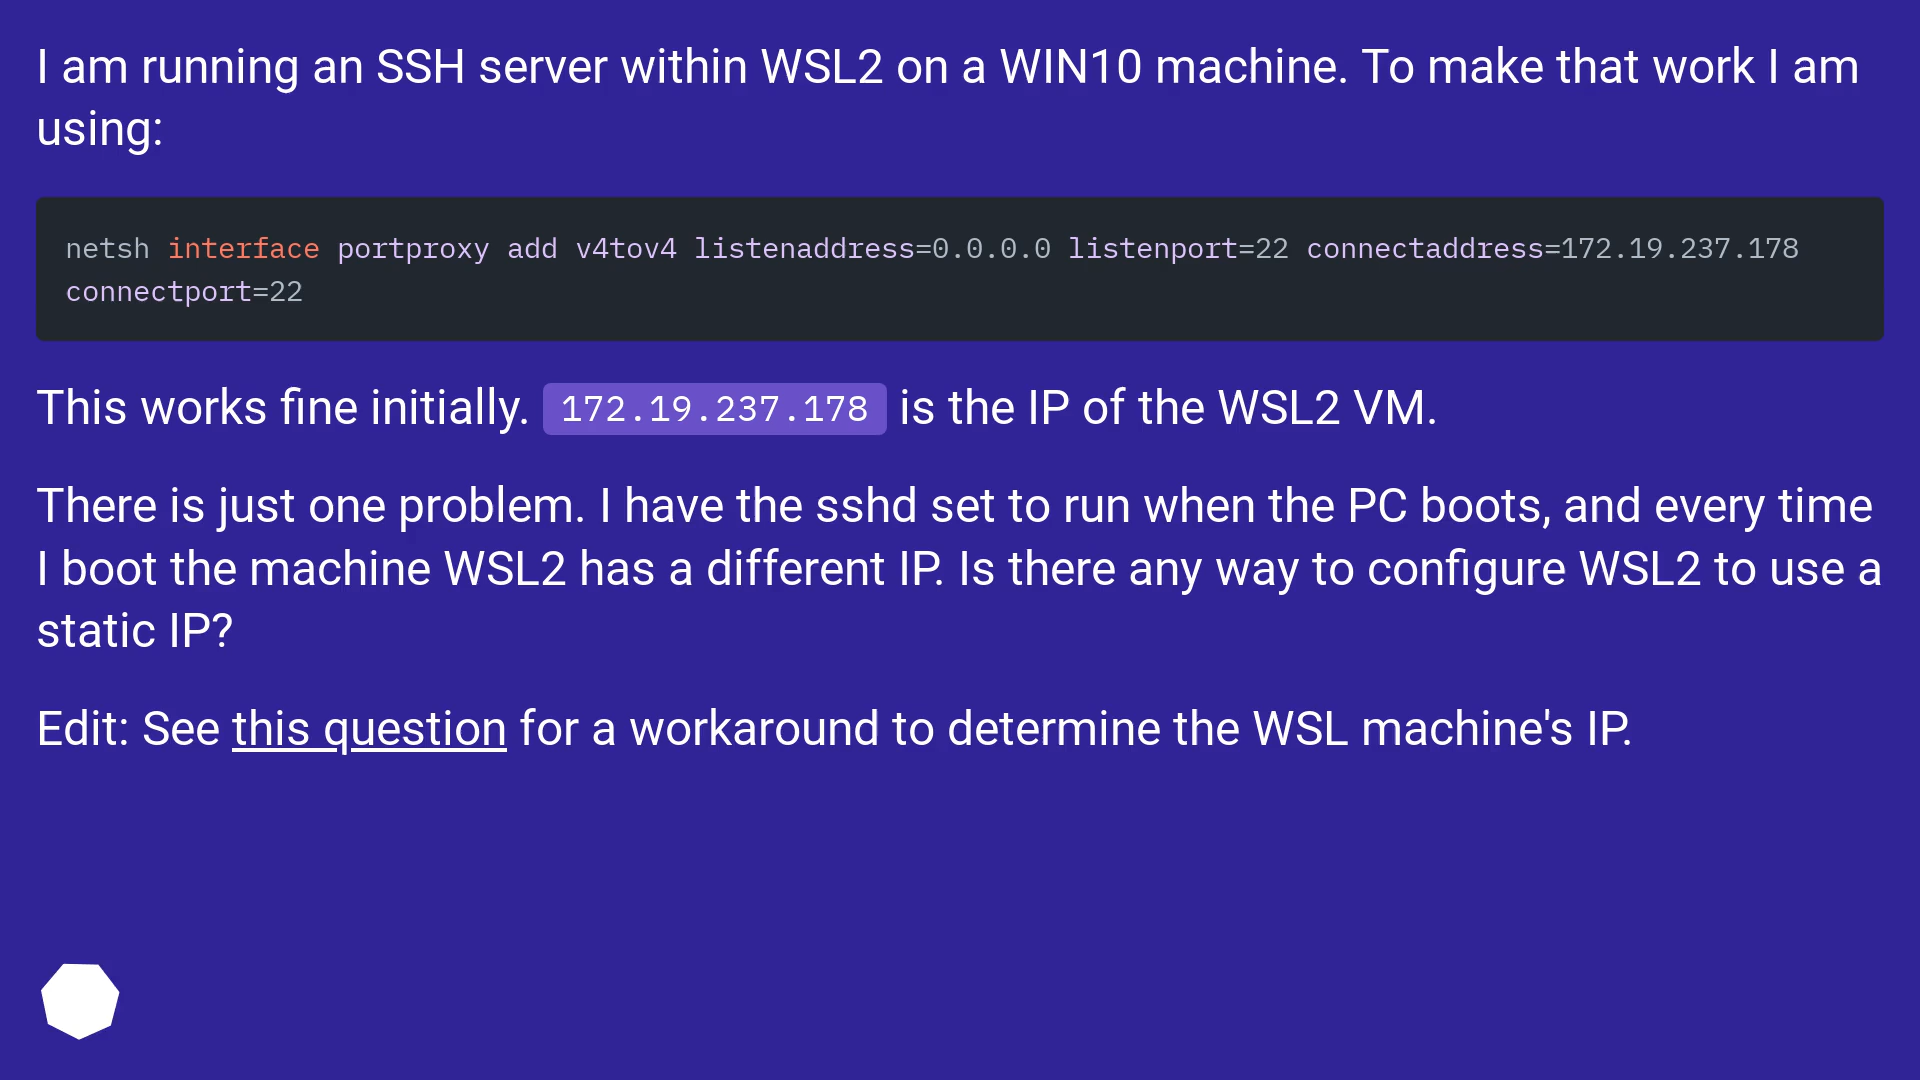 I am running an SSH server within WSL2 on a WIN10 machine. To make that work I am
using:
netsh interface portproxy add v4tov4 listenaddress=0.0.0.0 listenport=22 connectaddress=172.19.237.178
connectport=22
This works fine initially. 172.19.237.178 is the IP of the WSL2 VM.
There is just one problem. I have the sshd set to run when the PC boots, and every time
I boot the machine WSL2 has a different IP. Is there any way to configure WSL2 to use a
static IP?
Edit: See this question for a workaround to determine the WSL machine's IP.